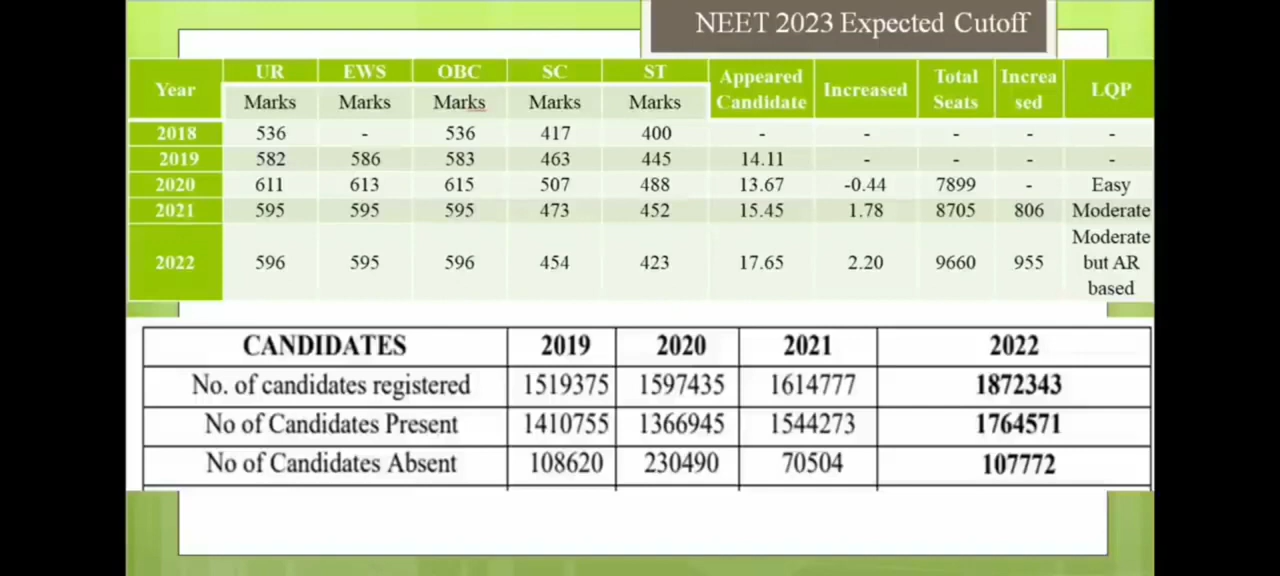 NEET 2023 Expected Cutoff
Year UR EWS OBC SC ST Appeared Candidate Increased Total Seats Increa sed LQP
Marks Marks Marks Marks Marks
2018 536 - 536 417 400 - - - - -
2019 582 586 583 463 445 14.11 - - - -
2020 611 613 615 507 488 13.67 -0.44 7899 - Easy
2021 595 595 595 473 452 15.45 1.78 8705 806 Moderate
2022 596 595 596 454 423 17.65 2.20 9660 955 Moderate but AR based
CANDIDATES 2019 2020 2021 2022
No. of candidates registered 1519375 1597435 1614777 1872343
No of Candidates Present 1410755 1366945 1544273 1764571
No of Candidates Absent 108620 230490 70504 107772